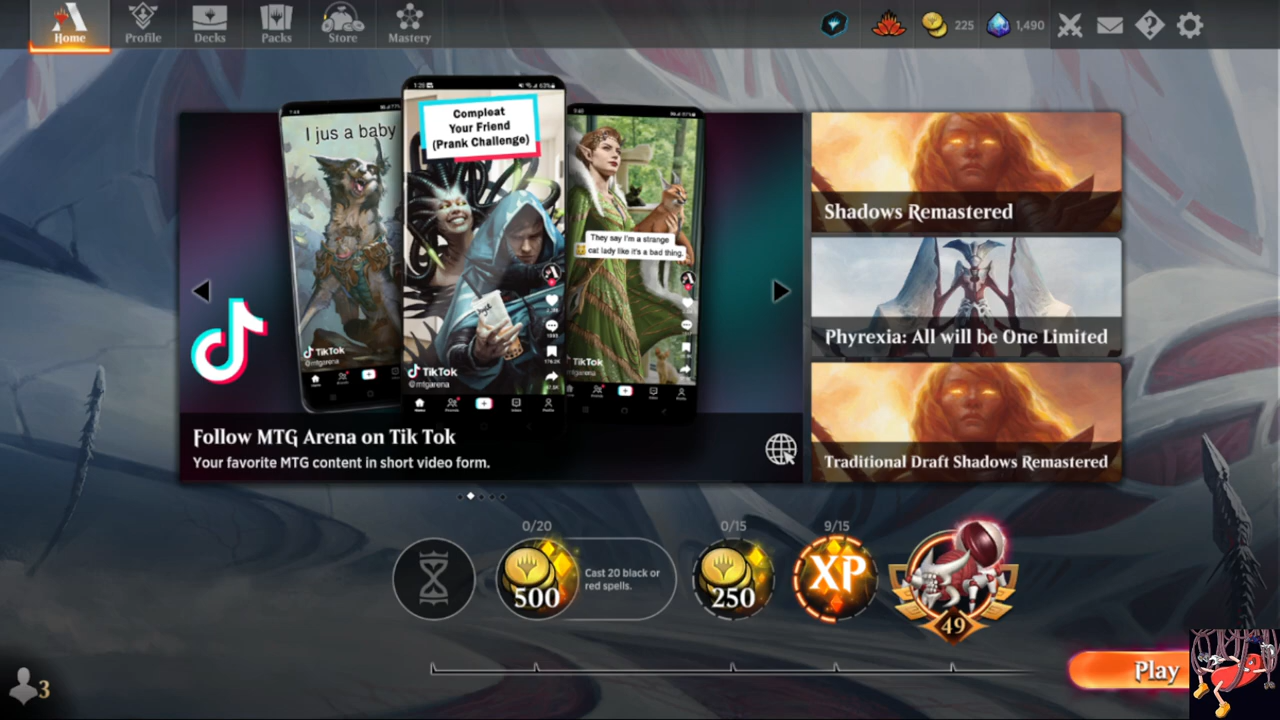 Home
Profile
Decks
Packs
Store
Mastery
225
1,490
I jus a baby
TikTok
@mtgarena
Compleat
Your Friend
(Prank Challenge)
TikTok
@mtgarena
They say I'm a strange
cat lady like it's a bad thing.
TikTok
mtgarena
Follow MTG Arena on Tik Tok
Your favorite MTG content in short video form.
Shadows Remastered
Phyrexia: All will be One Limited
Traditional Draft Shadows Remastered
0/20
500
Cast 20 black or
red spells.
0/15
250
9/15
XP
49
3
Play